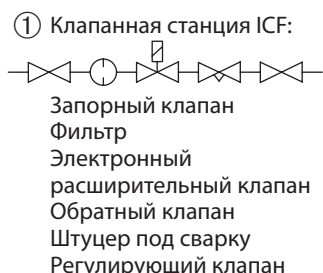 ① Клапанная станция ICF:
Запорный клапан
Фильтр
Электронный
расширительный клапан
Обратный клапан
Штуцер под сварку
Регулирующий клапан